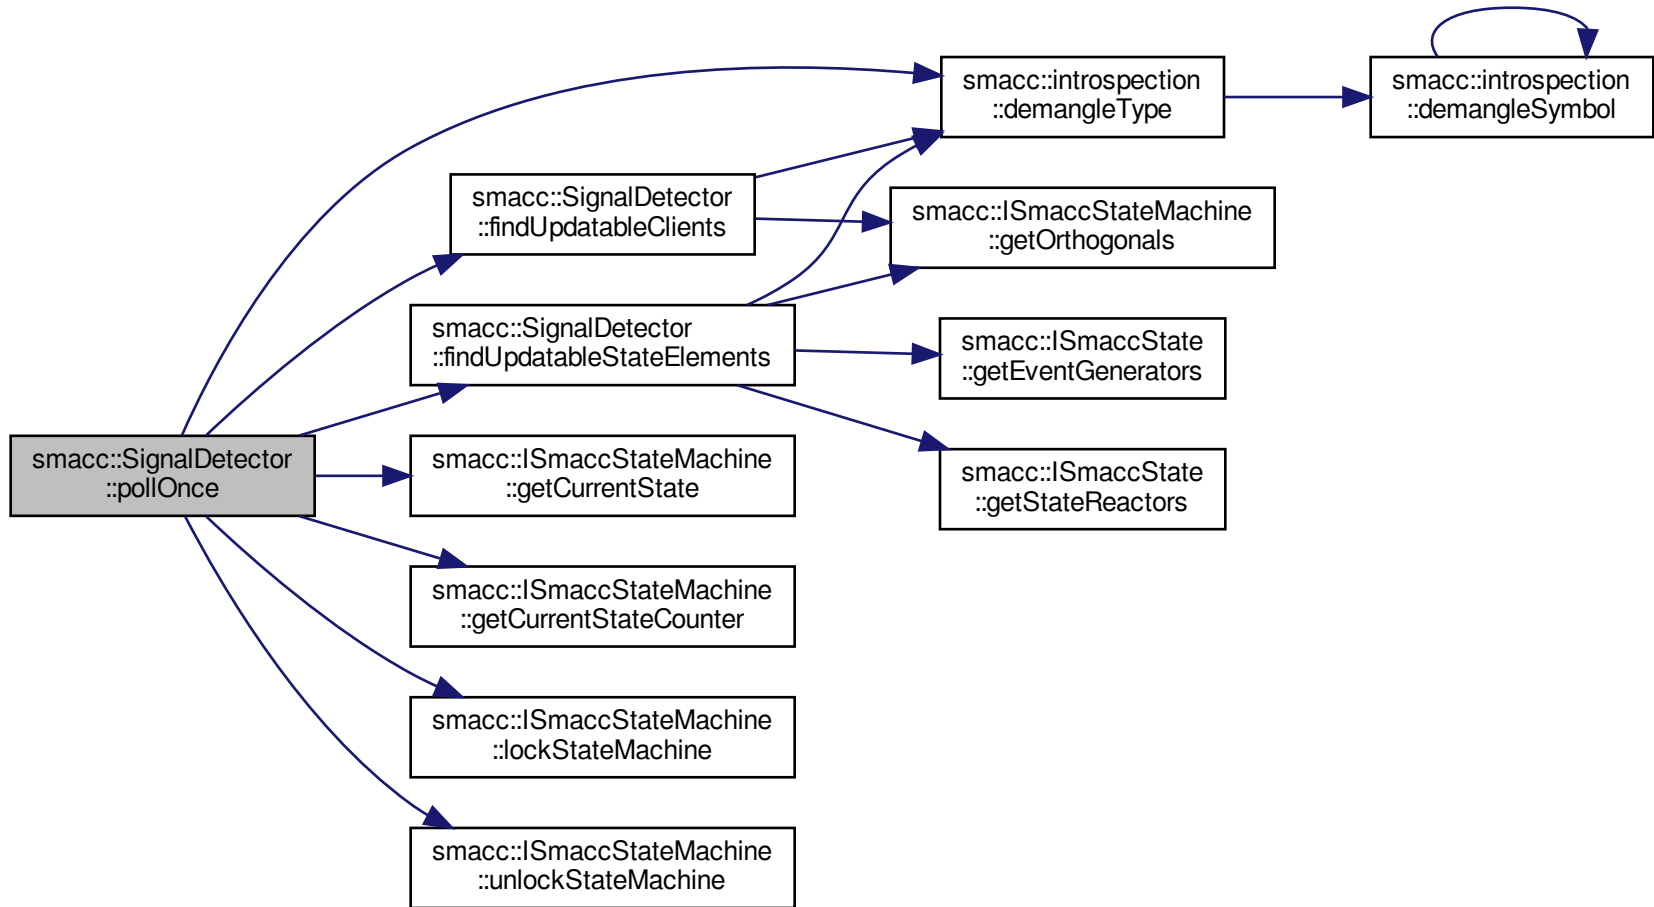 smacc::introspection
::demangleType
smacc::introspection
::demangleSymbol
smacc::SignalDetector
::findUpdatableClients
smacc::ISmaccStateMachine
::getOrthogonals
smacc::SignalDetector
::findUpdatableStateElements
smacc::ISmaccState
::getEventGenerators
smacc::SignalDetector
::pollOnce
smacc::ISmaccStateMachine
::getCurrentState
smacc::ISmaccState
::getStateReactors
smacc::ISmaccStateMachine
::getCurrentStateCounter
smacc::ISmaccStateMachine
::lockStateMachine
smacc::ISmaccStateMachine
::unlockStateMachine